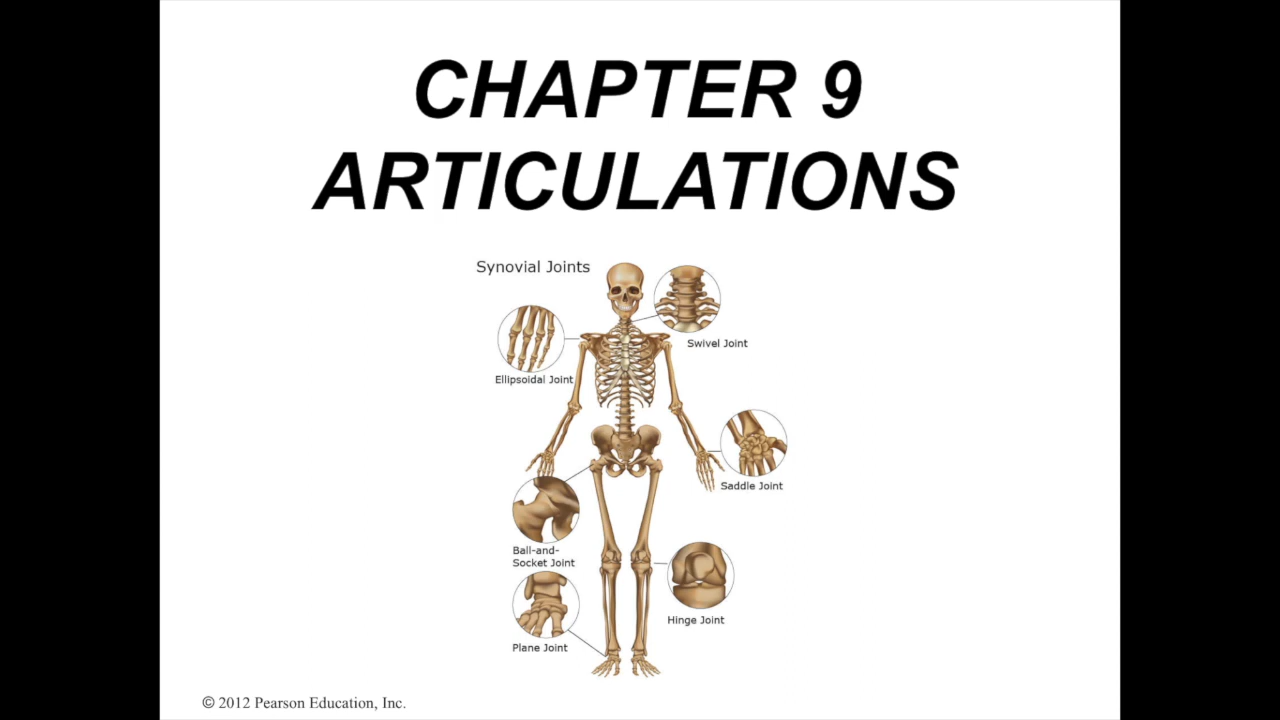 CHAPTER 9
ARTICULATIONS
Synovial Joints
Swivel Joint
Ellipsoidal Joint
Saddle Joint
Ball-and-
Socket Joint
Hinge Joint
Plane Joint
© 2012 Pearson Education, Inc.